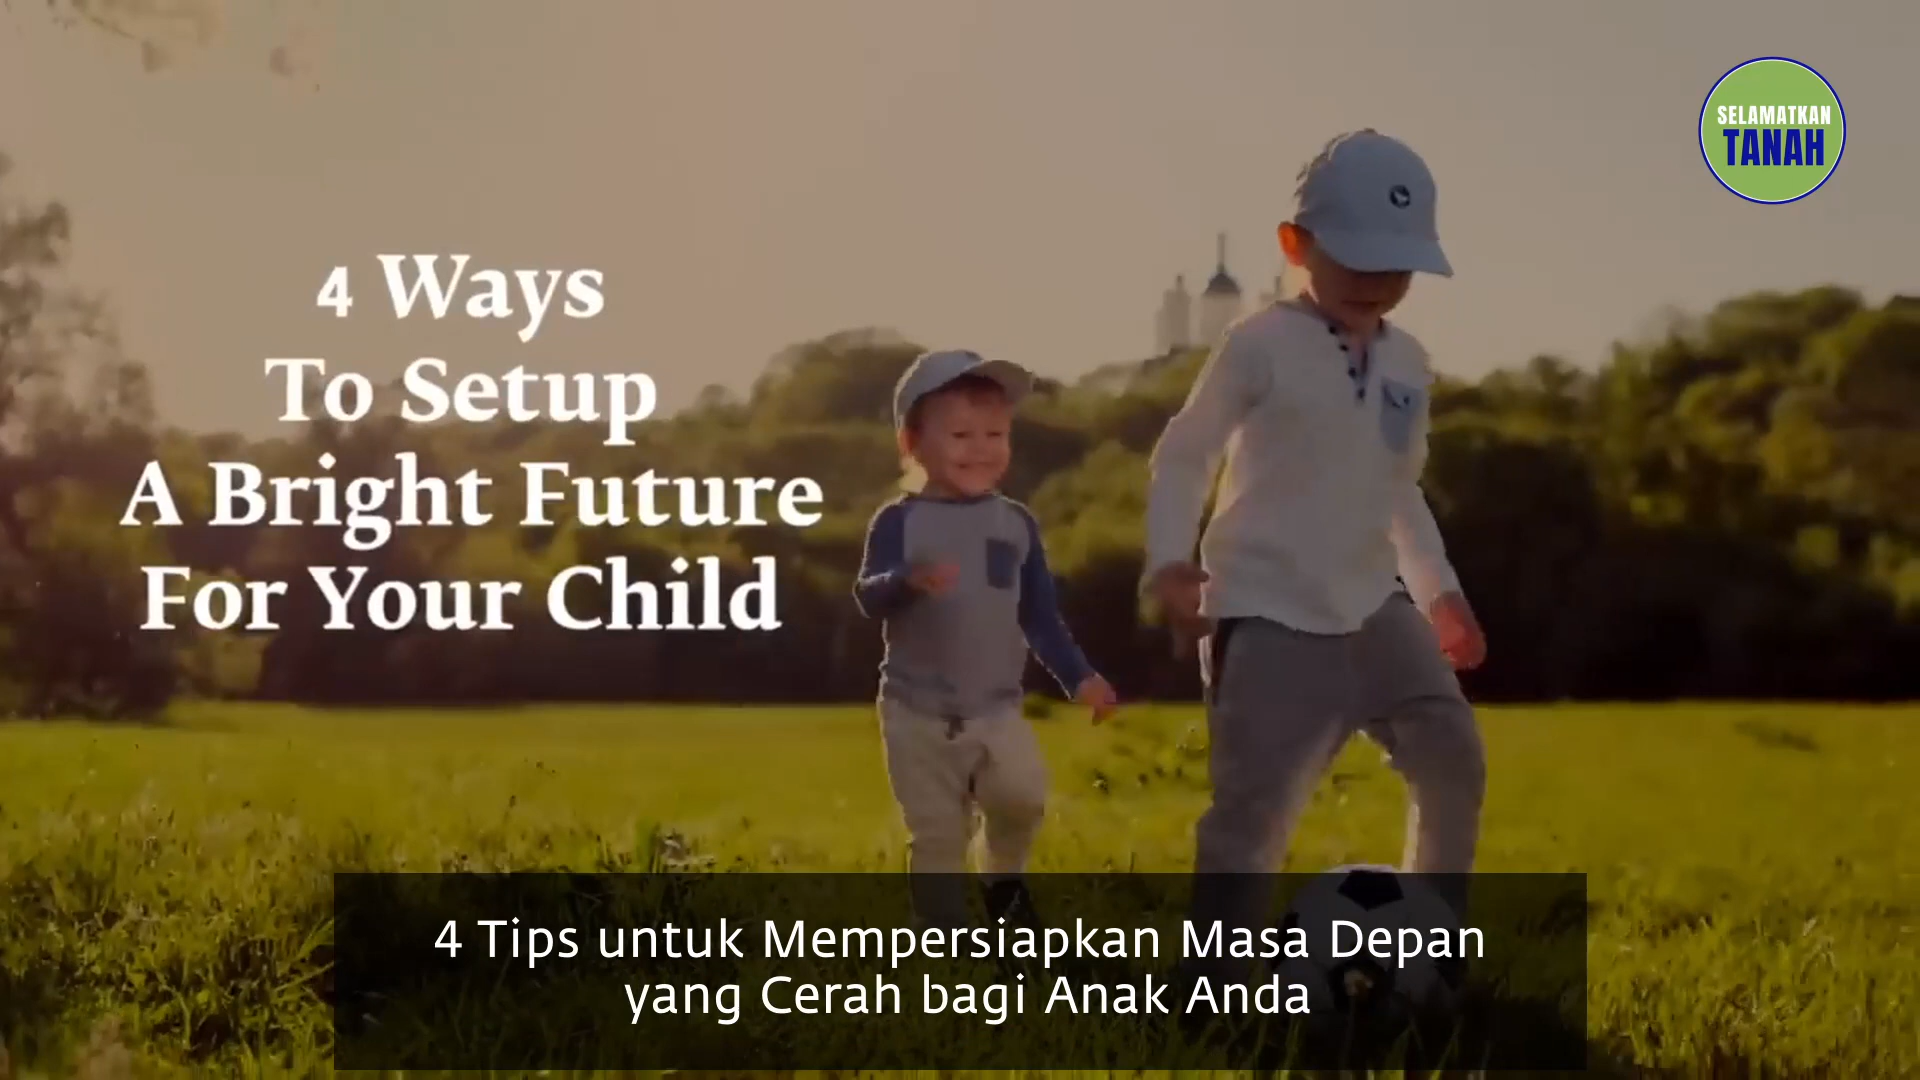 SELAMATKAN
TANAH
4 Ways
To Setup
A Bright Future
For Your Child
4 Tips untuk Mempersiapkan Masa Depan
yang Cerah bagi Anak Anda